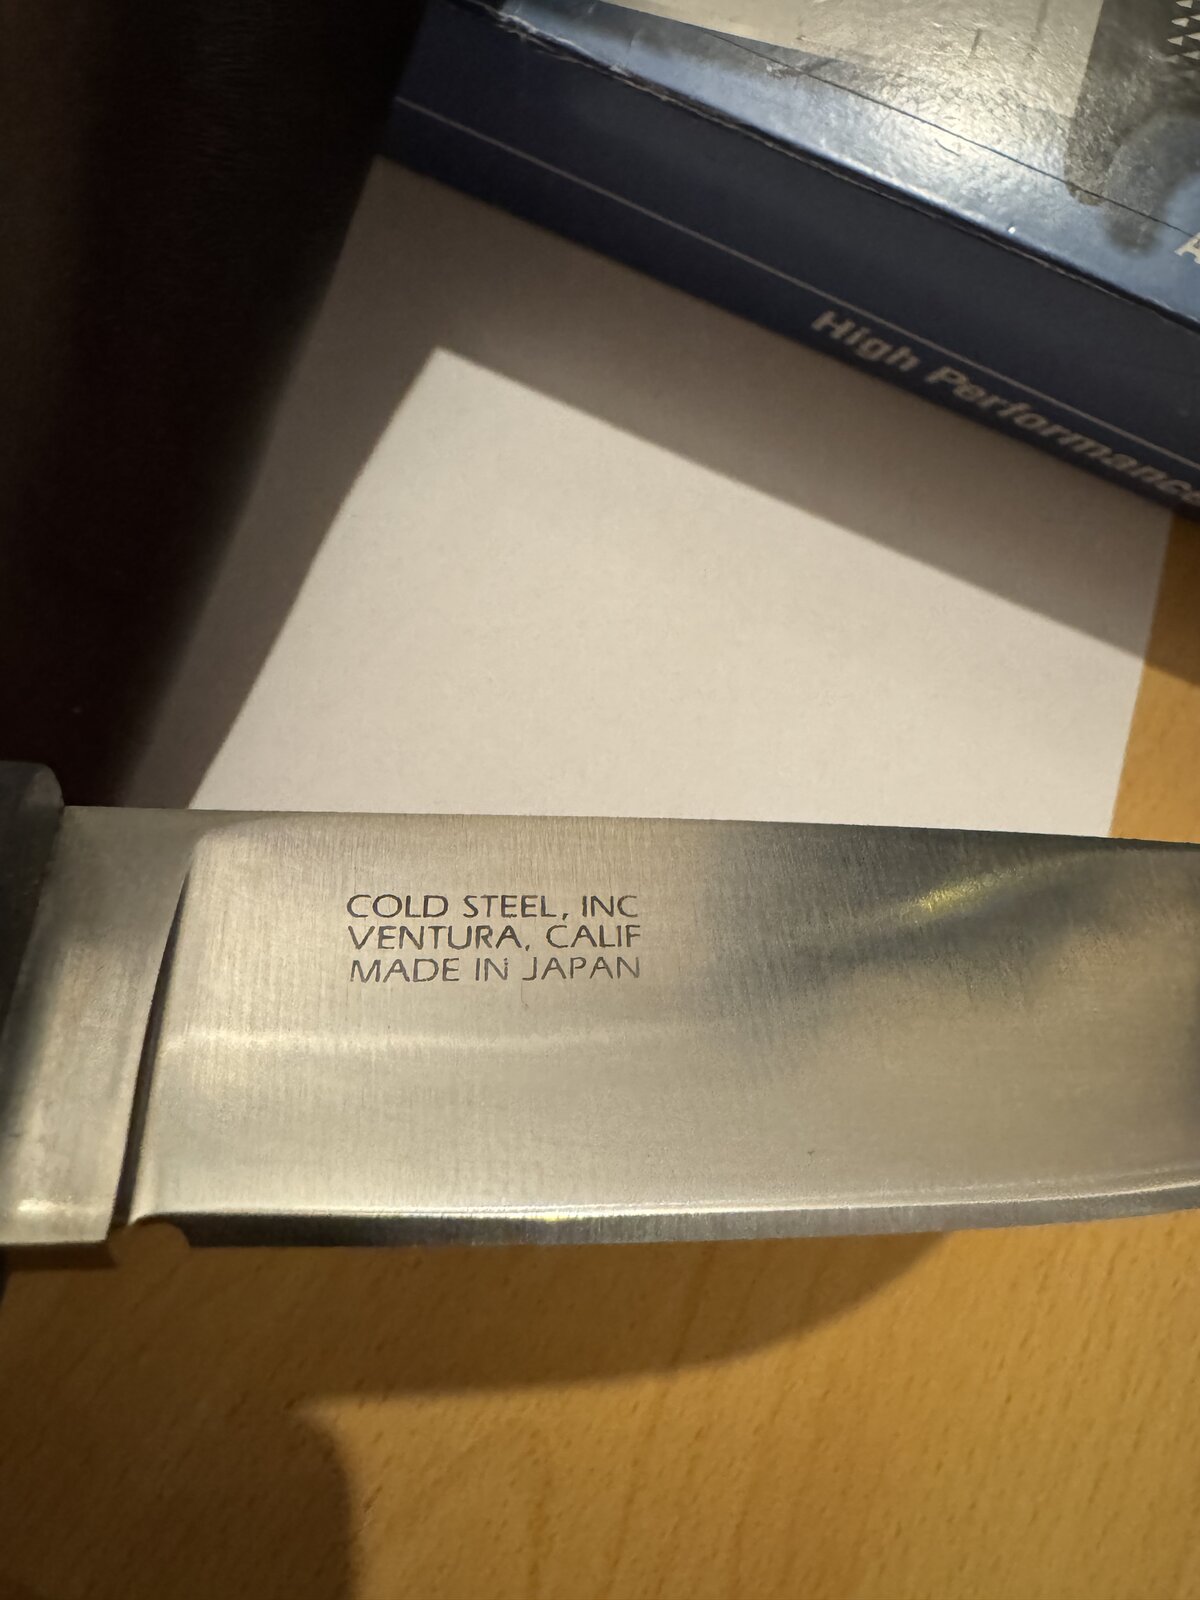 High Performance
COLD STEEL, INC
VENTURA, CALIF
MADE IN JAPAN